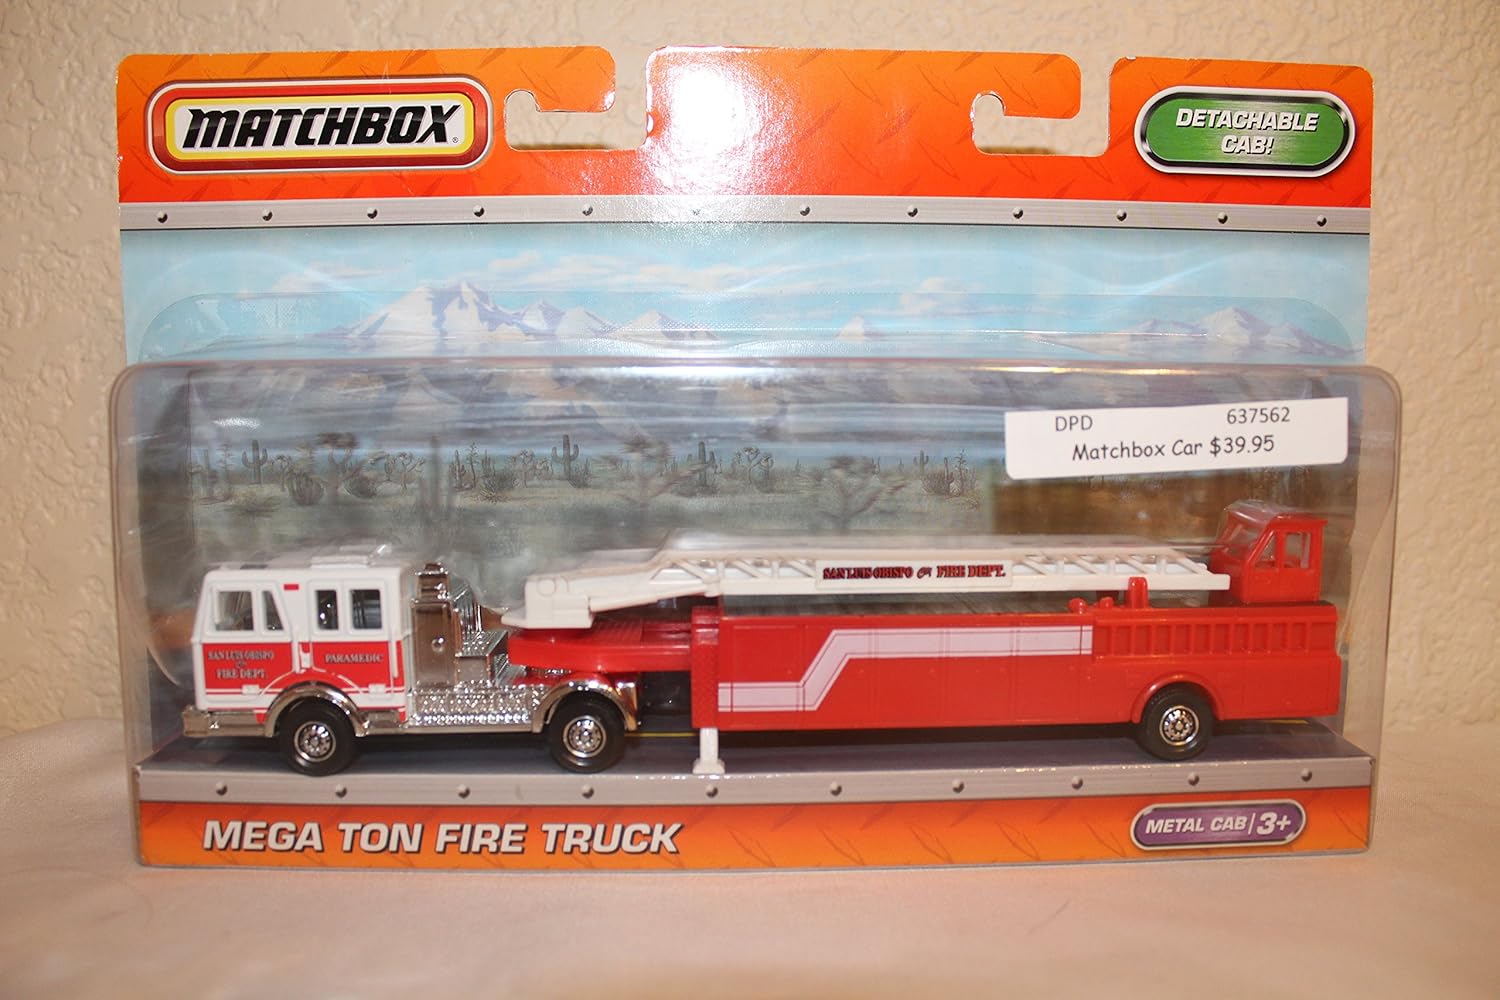 MATCHBOX®
DETACHABLE
CAB!
DPD 637562
Matchbox Car $39.95
SAN LUIS OBISPO FIRE DEPT.
SAN LUIS OBISPO
FIRE DEPT.
PARAMEDIC
MEGA TON FIRE TRUCK
METAL CAB | 3+